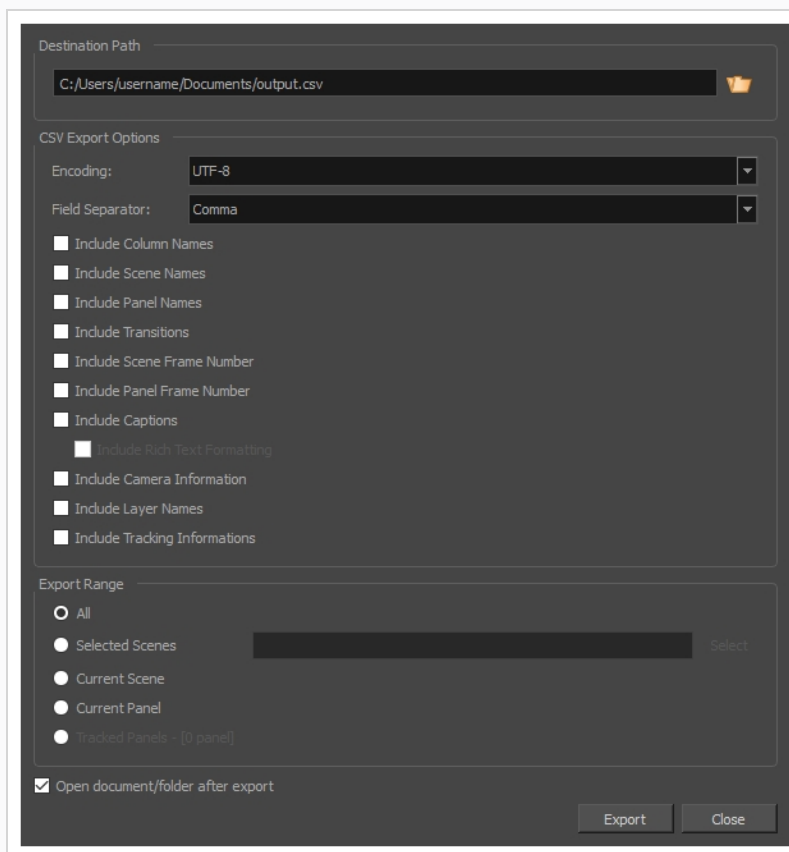 Destination Path
C:/Users/username/Documents/output.csv
CSV Export Options
Encoding: UTF-8
Field Separator: Comma
Include Column Names
Include Scene Names
Include Panel Names
Include Transitions
Include Scene Frame Number
Include Panel Frame Number
Include Captions
Include Rich Text Formatting
Include Camera Information
Include Layer Names
Include Tracking Informations
Export Range
All
Selected Scenes Select
Current Scene
Current Panel
Tracked Panels - [0 panel]
Open document/folder after export
Export Close